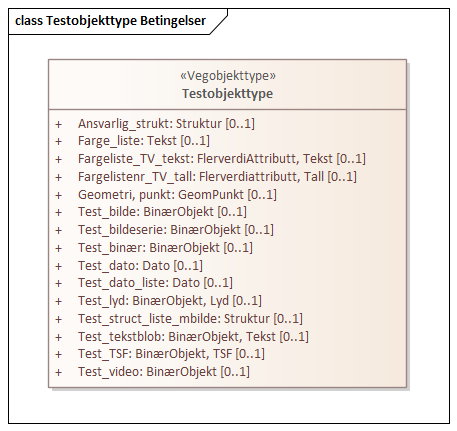 class Testobjekttype Betingelser
«Vegobjekttype»
Testobjekttype
+ Ansvarlig_strukt: Struktur [0..1]
+ Farge_liste: Tekst [0..1]
+ Fargeliste_TV_tekst: FlerverdiAttributt, Tekst [0..1]
+ Fargelistenr_TV_tall: Flerverdiattributt, Tall [0..1]
+ Geometri, punkt: GeomPunkt [0..1]
+ Test_bilde: BinærObjekt [0..1]
+ Test_bildeserie: BinærObjekt [0..1]
+ Test_binær: BinærObjekt [0..1]
+ Test_dato: Dato [0..1]
+ Test_dato_liste: Dato [0..1]
+ Test_lyd: BinærObjekt, Lyd [0..1]
+ Test_struct_liste_mbilde: Struktur [0..1]
+ Test_tekstblob: BinærObjekt, Tekst [0..1]
+ Test_TSF: BinærObjekt, TSF [0..1]
+ Test_video: BinærObjekt [0..1]